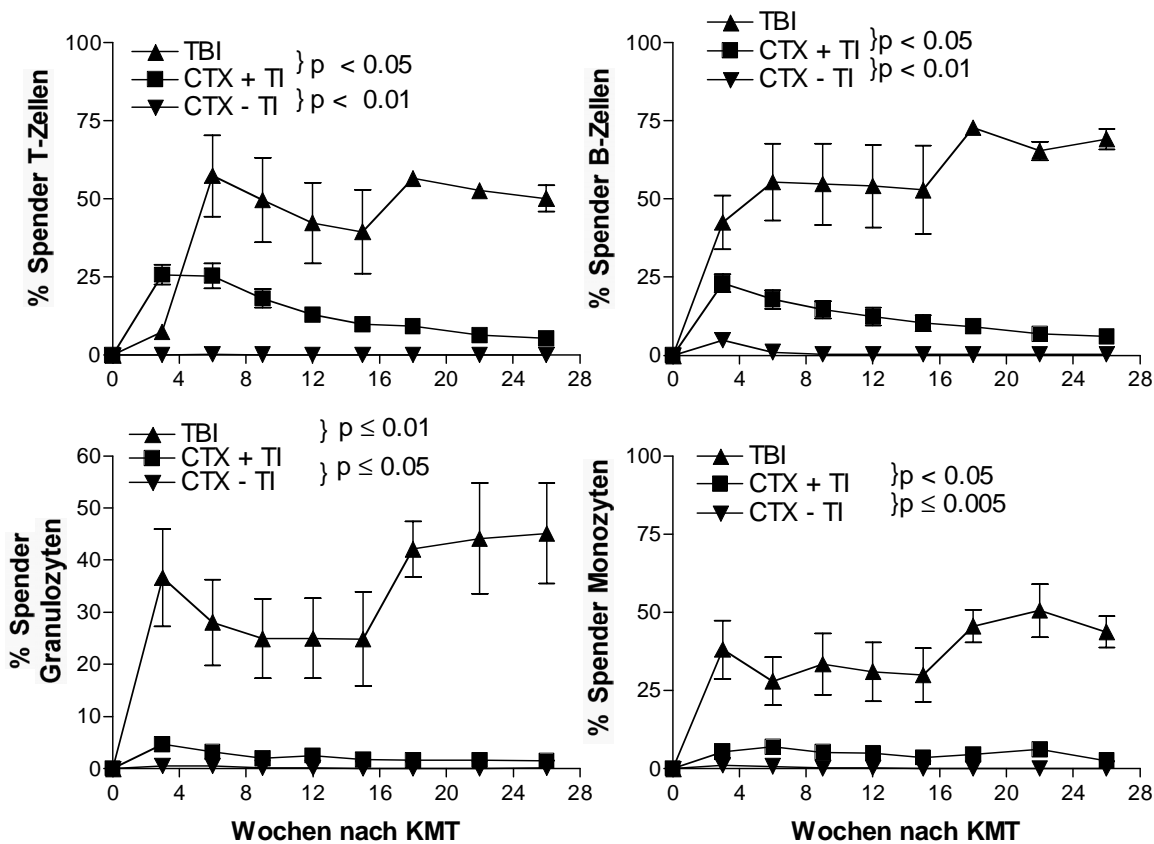 % Spender T-Zellen
TBI
CTX + TI
CTX - TI
} p < 0.05
} p < 0.01
100
75
50
25
0
0 4 8 12 16 20 24 28
% Spender B-Zellen
TBI
CTX + TI
CTX - TI
}p < 0.05
}p < 0.01
100
75
50
25
0
0 4 8 12 16 20 24 28
% Spender
Granulozyten
TBI
CTX + TI
CTX - TI
} p ≤ 0.01
} p ≤ 0.05
60
50
40
30
20
10
0
0 4 8 12 16 20 24 28
Wochen nach KMT
% Spender Monozyten
TBI
CTX + TI
CTX - TI
}p < 0.05
}p ≤ 0.005
100
75
50
25
0
0 4 8 12 16 20 24 28
Wochen nach KMT